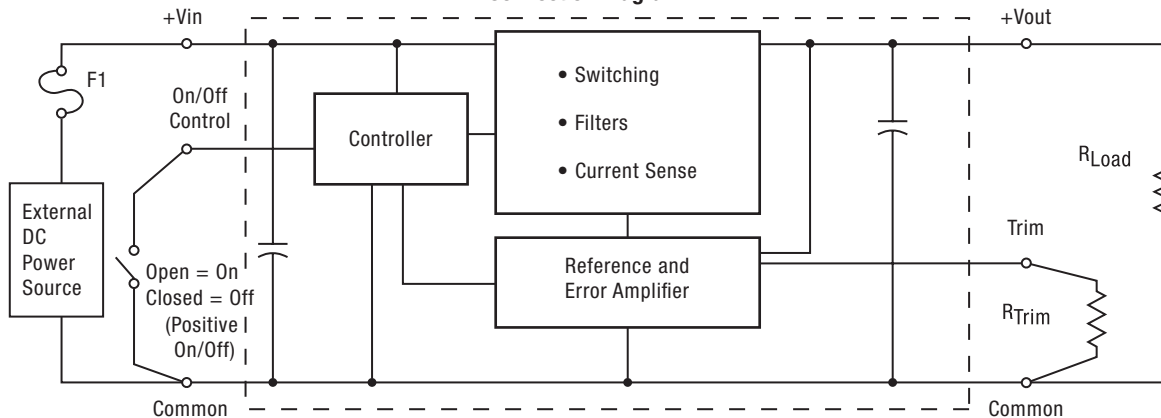 +Vin
+Vout
F1
On/Off
Control
• Switching
• Filters
• Current Sense
Controller
RLoad
External
DC
Power
Source
Open = On
Closed = Off
(Positive
On/Off)
Reference and
Error Amplifier
Trim
RTrim
Common
Common